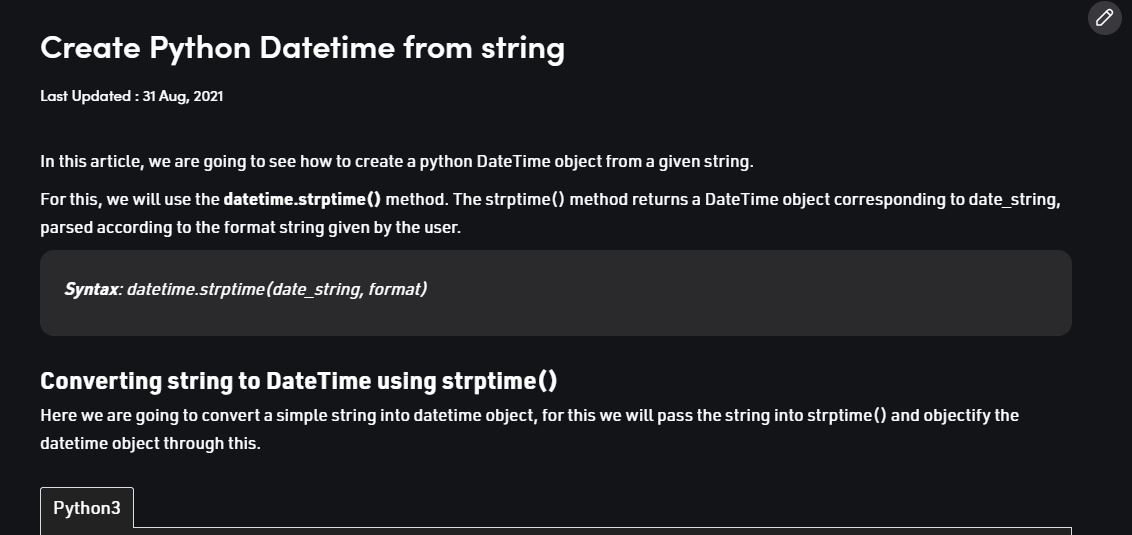 Create Python Datetime from string
Last Updated : 31 Aug, 2021
In this article, we are going to see how to create a python DateTime object from a given string.
For this, we will use the datetime.strptime() method. The strptime() method returns a DateTime object corresponding to date_string,
parsed according to the format string given by the user.
Syntax: datetime.strptime(date_string, format)
Converting string to DateTime using strptime()
Here we are going to convert a simple string into datetime object, for this we will pass the string into strptime() and objectify the
datetime object through this.
Python3